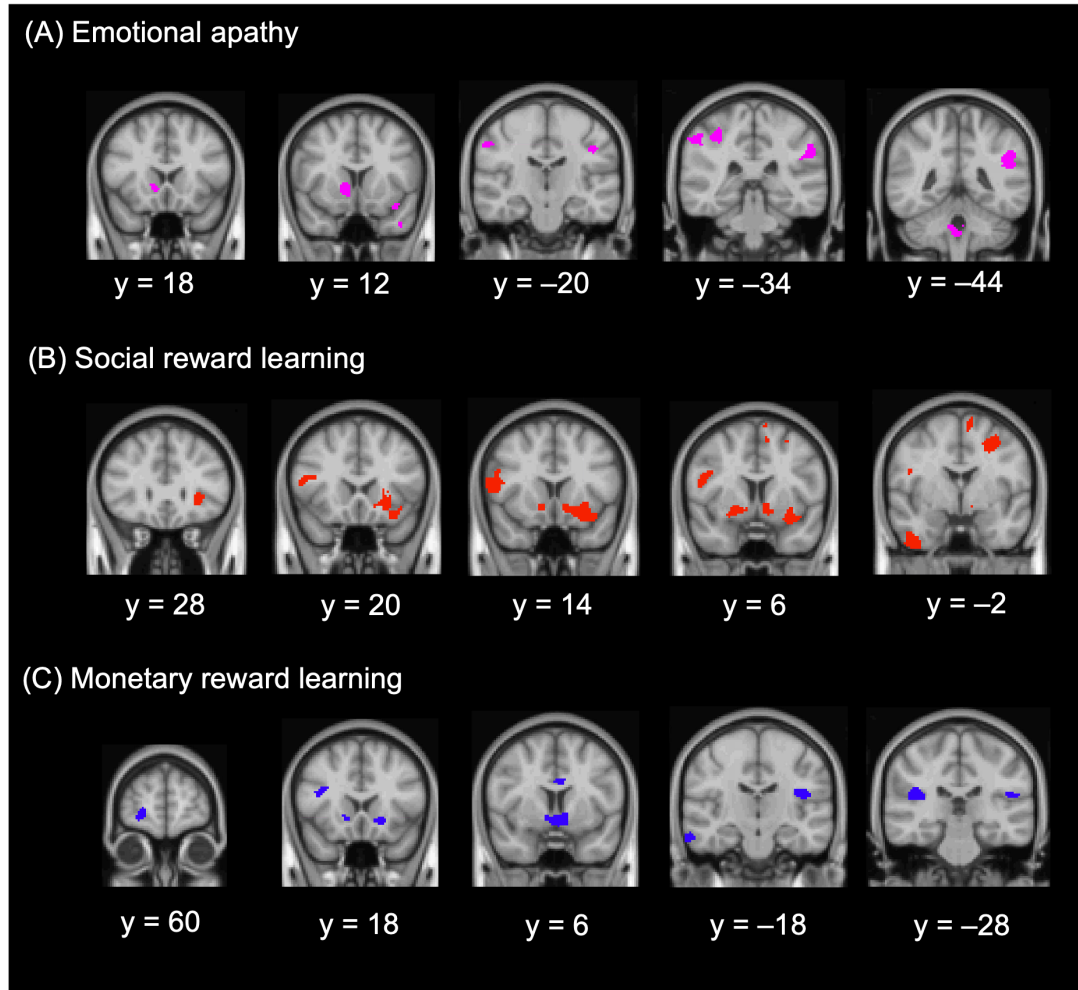 (A) Emotional apathy
y = 18 y = 12 y = –20 y = –34 y = –44
(B) Social reward learning
y = 28 y = 20 y = 14 y = 6 y = –2
(C) Monetary reward learning
y = 60 y = 18 y = 6 y = –18 y = –28